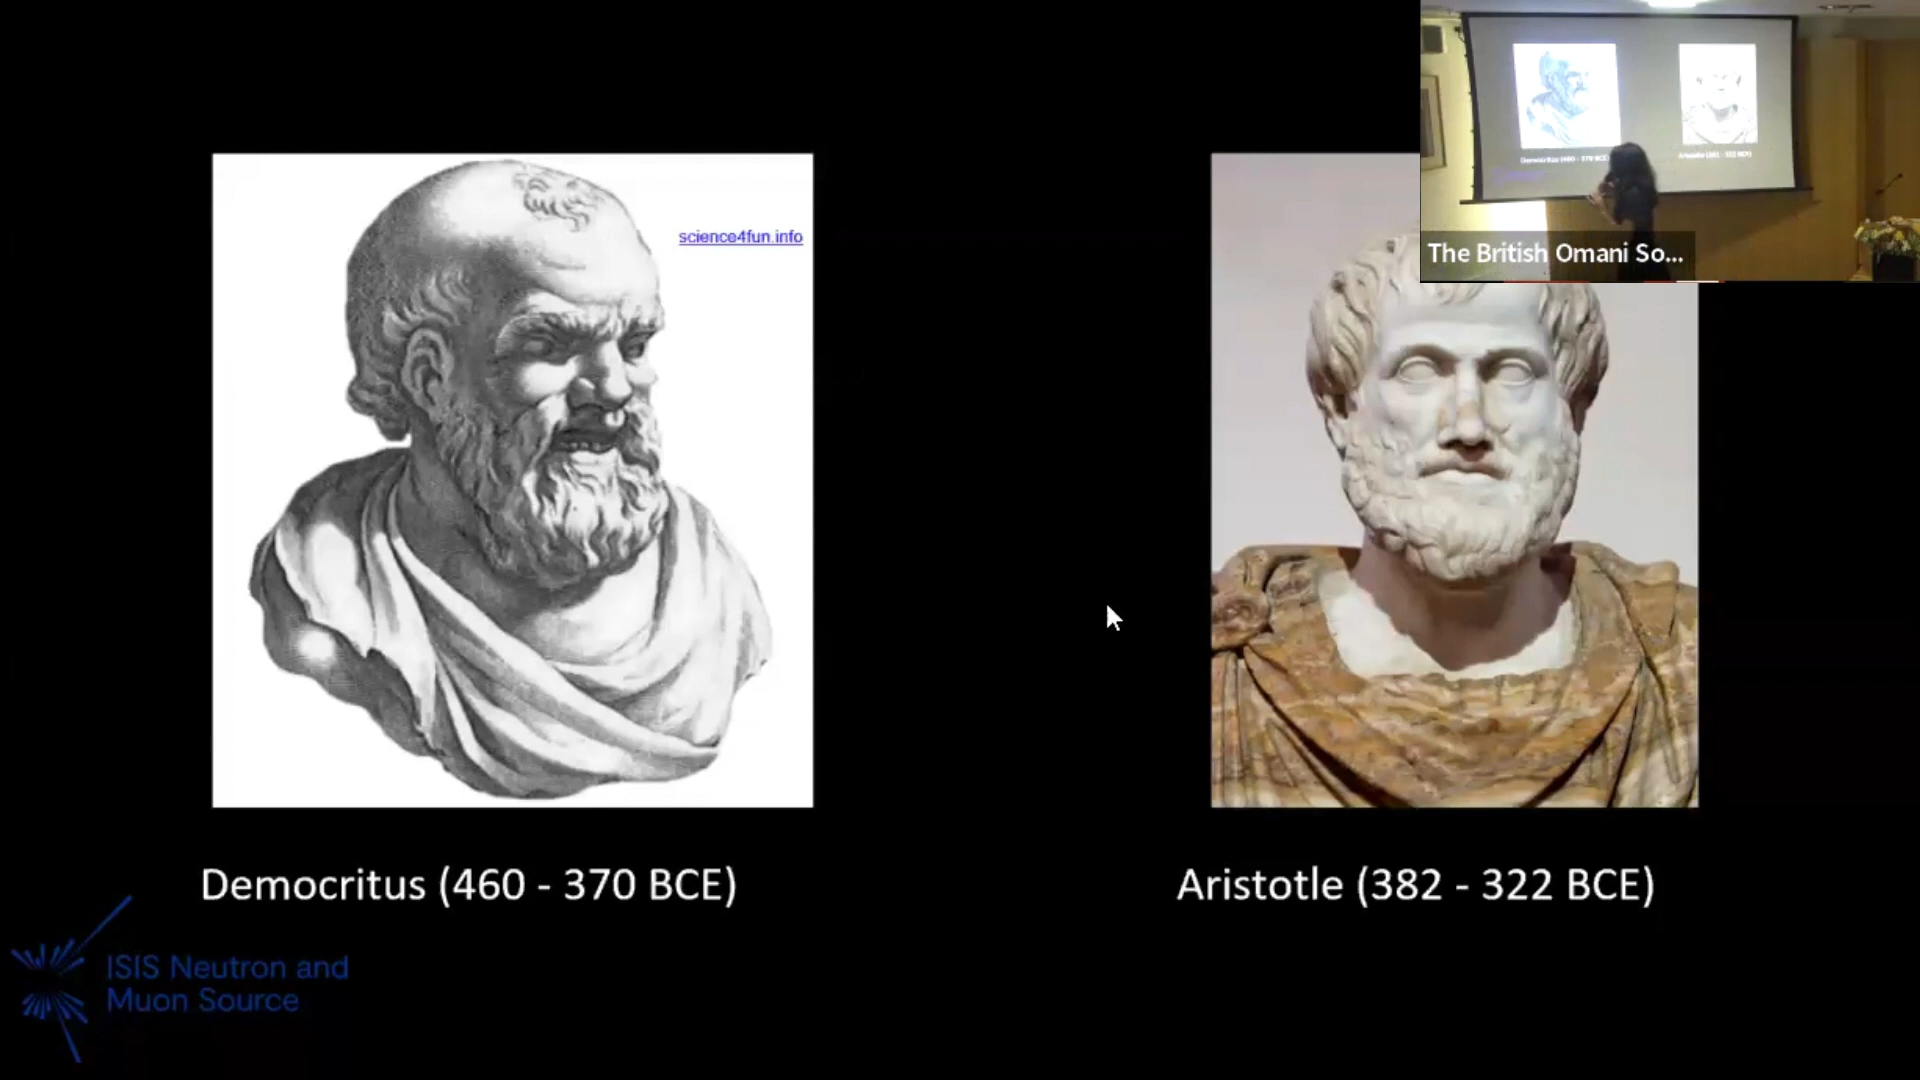 science4fun.info
The British Omani So...
Democritus (460 - 370 BCE)
Aristotle (382 - 322 BCE)
ISIS Neutron and
Muon Source